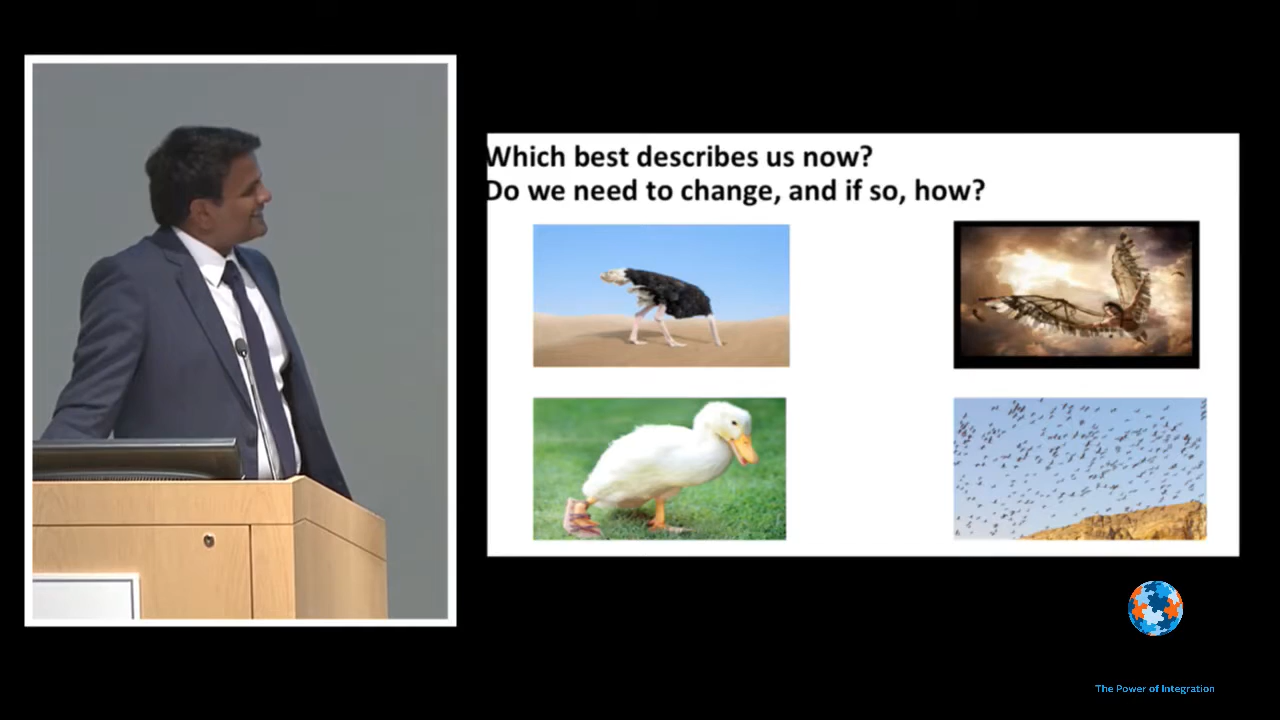 Which best describes us now?
Do we need to change, and if so, how?
The Power of Integration